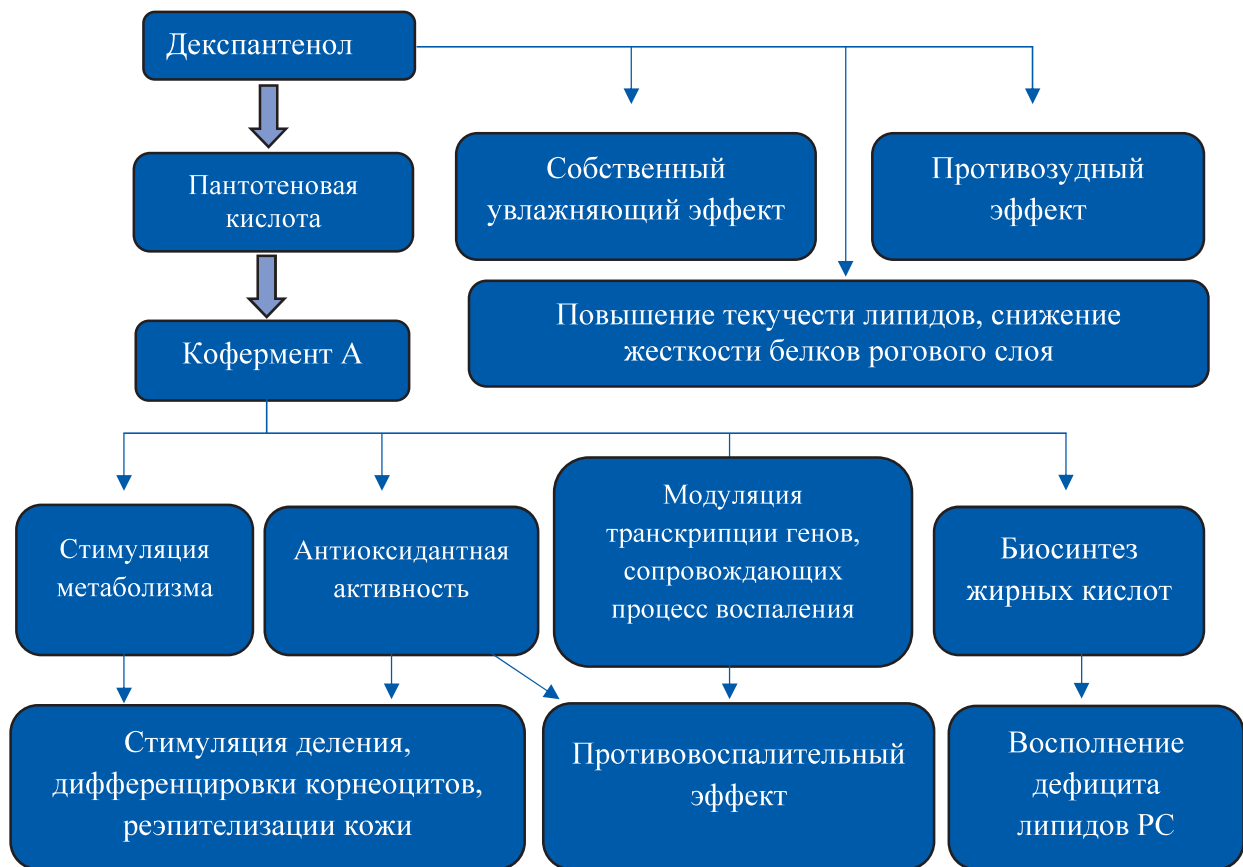 Декспантенол
Пантотеновая
кислота
Кофермент А
Собственный
увлажняющий эффект
Противозудный
эффект
Повышение текучести липидов, снижение
жесткости белков рогового слоя
Стимуляция
метаболизма
Антиоксидантная
активность
Модуляция
транскрипции генов,
сопровождающих
процесс воспаления
Биосинтез
жирных кислот
Стимуляция деления,
дифференцировки корнеоцитов,
реэпителизации кожи
Противовоспалительный
эффект
Восполнение
дефицита
липидов РС